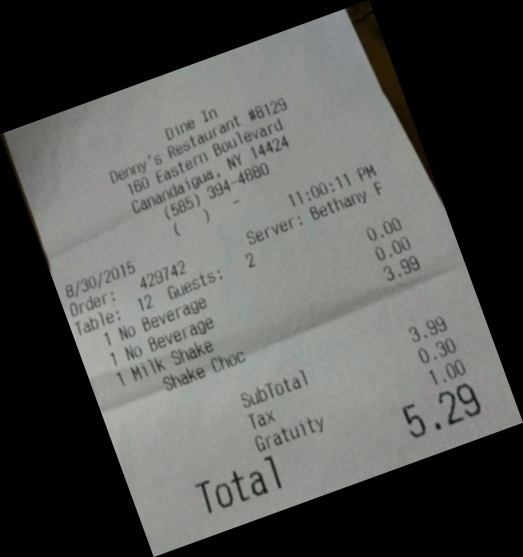 Dine In
Denny's Restaurant #8129
160 Eastern Boulevard
Canandaigua, NY 14424
(585) 394-4880
(   )   -
8/30/2015 11:00:11 PM
Order: 429742 Server: Bethany F
Table: 12 Guests: 2
1 No Beverage 0.00
1 No Beverage 0.00
1 Milk Shake 3.99
Shake Choc
SubTotal 3.99
Tax 0.30
Gratuity 1.00
Total 5.29